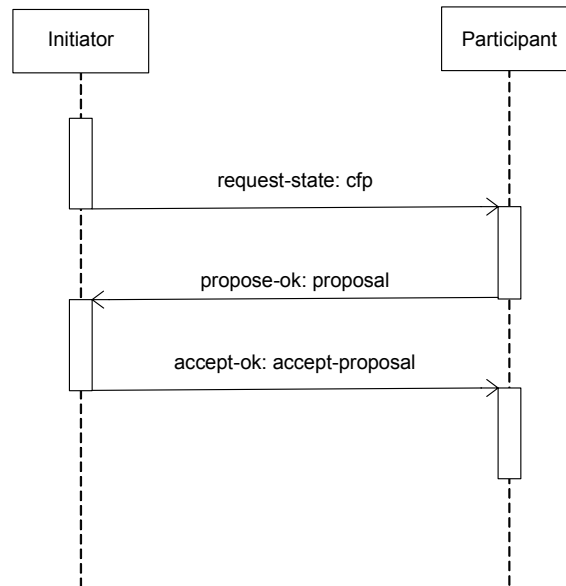 Initiator
Participant
request-state: cfp
propose-ok: proposal
accept-ok: accept-proposal